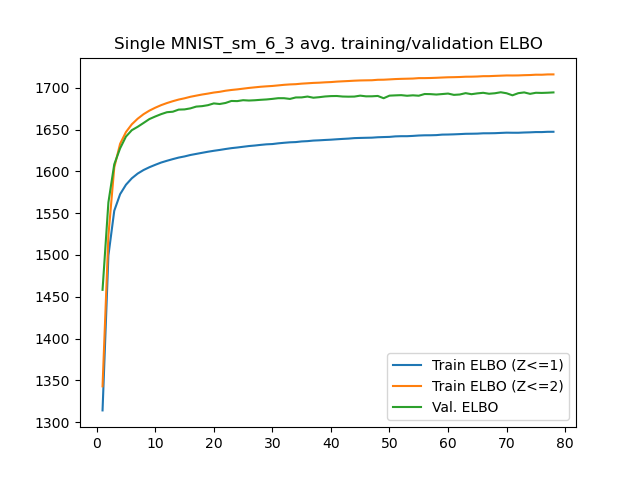 Single MNIST_sm_6_3 avg. training/validation ELBO
1700
1650
1600
1550
1500
1450
1400
1350
1300
Train ELBO (Z<=1)
Train ELBO (Z<=2)
Val. ELBO
0 10 20 30 40 50 60 70 80